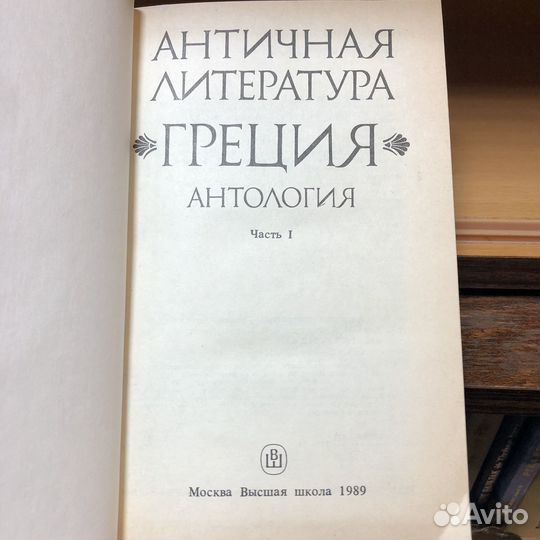 АНТИЧНАЯ
ЛИТЕРАТУРА
ГРЕЦИЯ
АНТОЛОГИЯ
Часть I
ВШ
Москва Высшая школа 1989
Avito